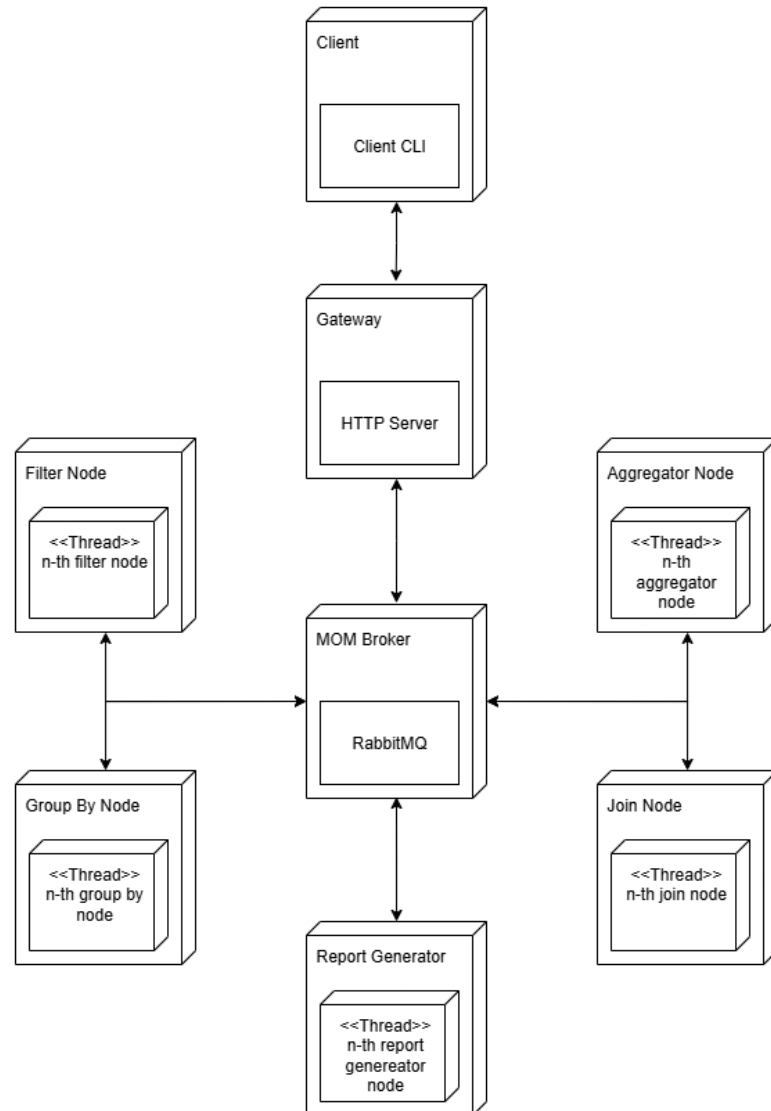 Client
Client CLI
Gateway
HTTP Server
Filter Node
<<Thread>>
n-th filter node
Aggregator Node
<<Thread>>
n-th
aggregator
node
MOM Broker
RabbitMQ
Group By Node
<<Thread>>
n-th group by
node
Join Node
<<Thread>>
n-th join node
Report Generator
<<Thread>>
n-th report
genereator
node